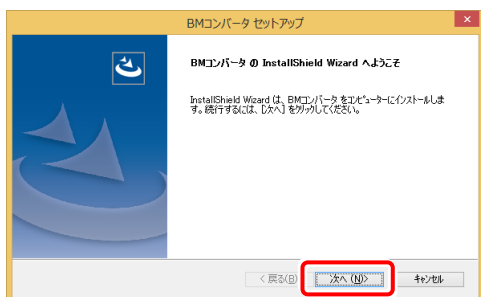 BMコンバータ セットアップ
BMコンバータ の InstallShield Wizard へようこそ
InstallShield Wizard は、BMコンバータ をコンピューターにインストールしま
す。続行するには、[次へ] をクリックしてください。
< 戻る(B)
次へ (N)>
キャンセル